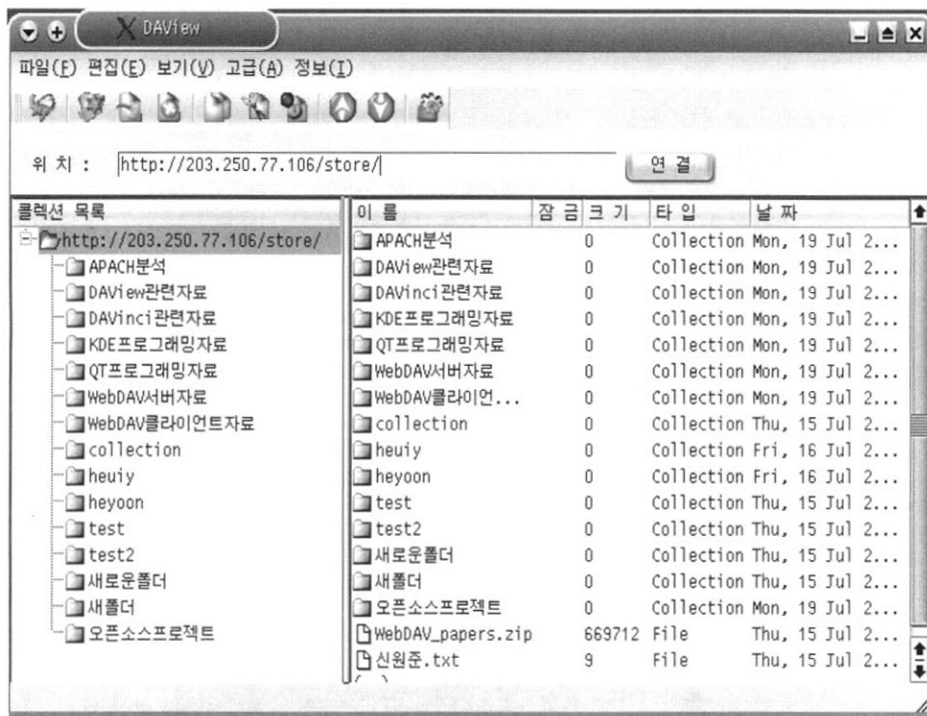 DAView
파일(F) 편집(E) 보기(V) 고급(A) 정보(I)
위 치 : http://203.250.77.106/store/ 연 결
콜렉션 목록
http://203.250.77.106/store/
APACH분석
DAView관련자료
DAVinci관련자료
KDE프로그래밍자료
QT프로그래밍자료
WebDAV서버자료
WebDAV클라이언트자료
collection
heuiy
heyoon
test
test2
새로운폴더
새폴더
오픈소스프로젝트
이 름 잠 금 크 기 타 입 날 짜
APACH분석 0 Collection Mon, 19 Jul 2...
DAView관련자료 0 Collection Mon, 19 Jul 2...
DAVinci관련자료 0 Collection Mon, 19 Jul 2...
KDE프로그래밍자료 0 Collection Mon, 19 Jul 2...
QT프로그래밍자료 0 Collection Mon, 19 Jul 2...
WebDAV서버자료 0 Collection Mon, 19 Jul 2...
WebDAV클라이언... 0 Collection Mon, 19 Jul 2...
collection 0 Collection Thu, 15 Jul 2...
heuiy 0 Collection Fri, 16 Jul 2...
heyoon 0 Collection Fri, 16 Jul 2...
test 0 Collection Thu, 15 Jul 2...
test2 0 Collection Thu, 15 Jul 2...
새로운폴더 0 Collection Thu, 15 Jul 2...
새폴더 0 Collection Thu, 15 Jul 2...
오픈소스프로젝트 0 Collection Mon, 19 Jul 2...
WebDAV_papers.zip 669712 File Thu, 15 Jul 2...
신원준.txt 9 File Thu, 15 Jul 2...